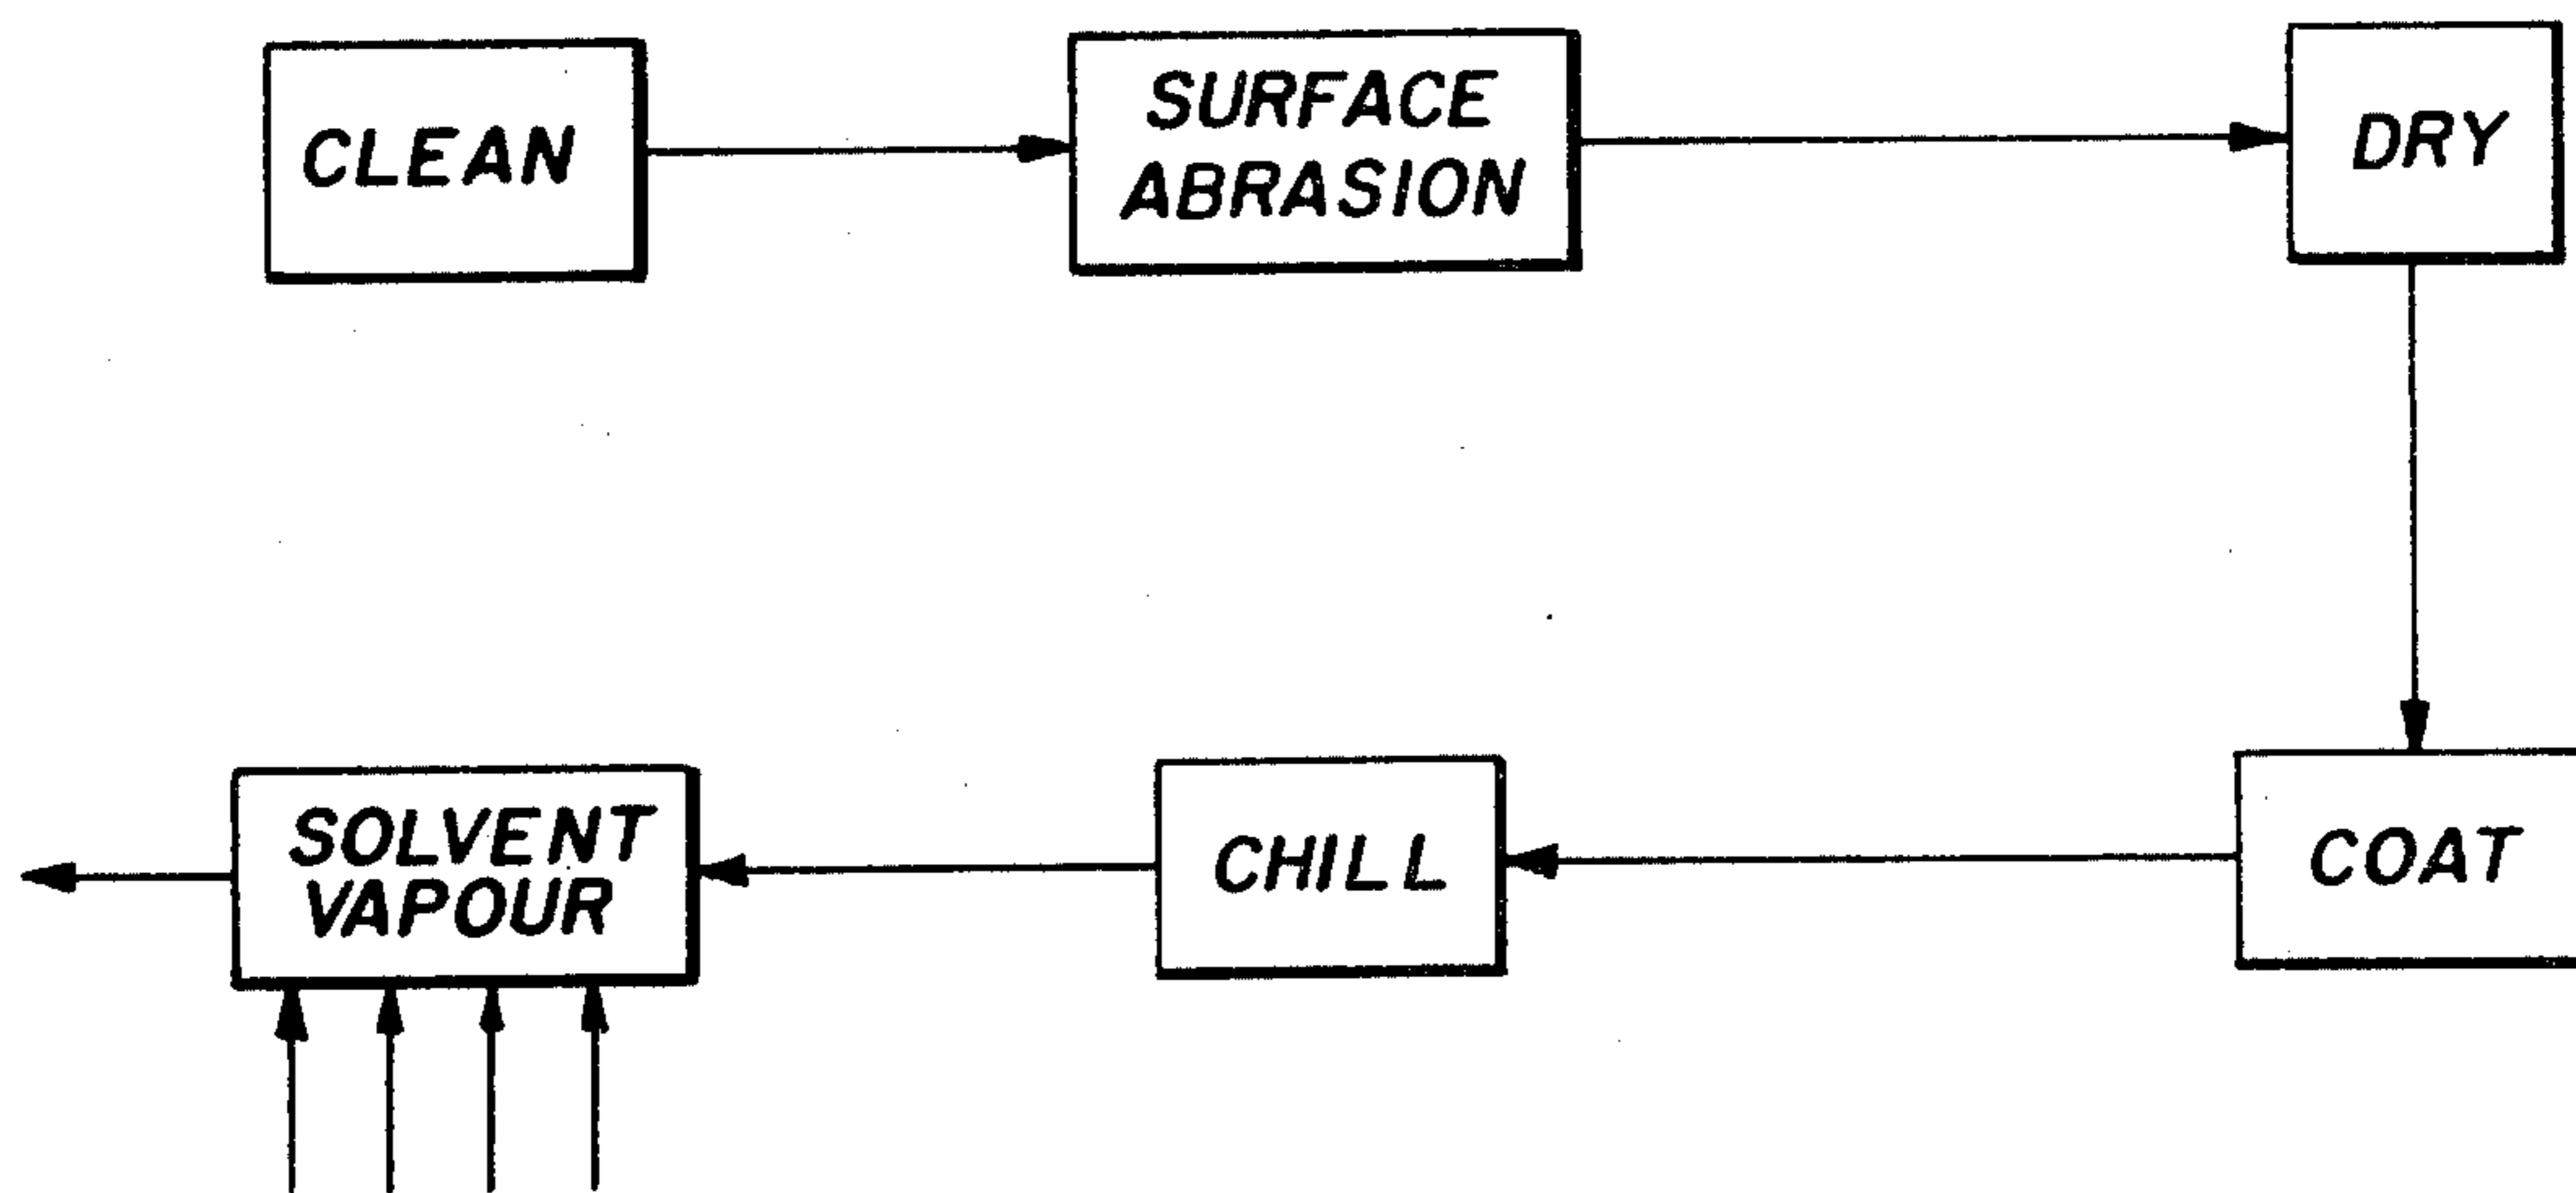 CLEAN
SURFACE
ABRASION
DRY
SOLVENT
VAPOUR
CHILL
COAT